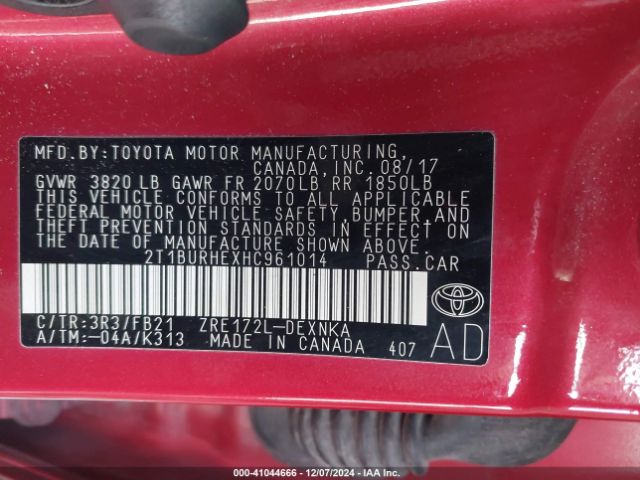 MFD.BY:TOYOTA MOTOR MANUFACTURING,
CANADA,INC.08/17
GVWR 3820 LB GAWR FR 2070LB RR 1850LB
THIS VEHICLE CONFORMS TO ALL APPLICABLE
FEDERAL MOTOR VEHICLE SAFETY,BUMPER,AND
THEFT PREVENTION STANDARDS IN EFFECT ON
THE DATE OF MANUFACTURE SHOWN ABOVE.
2T1BURHEXHC961014 PASS.CAR
C/TR:3R3/FB21 ZRE172L-DEXNKA
A/TM:-04A/K313 MADE IN CANADA 407 AD
000-41044666 - 12/07/2024 - IAA Inc.